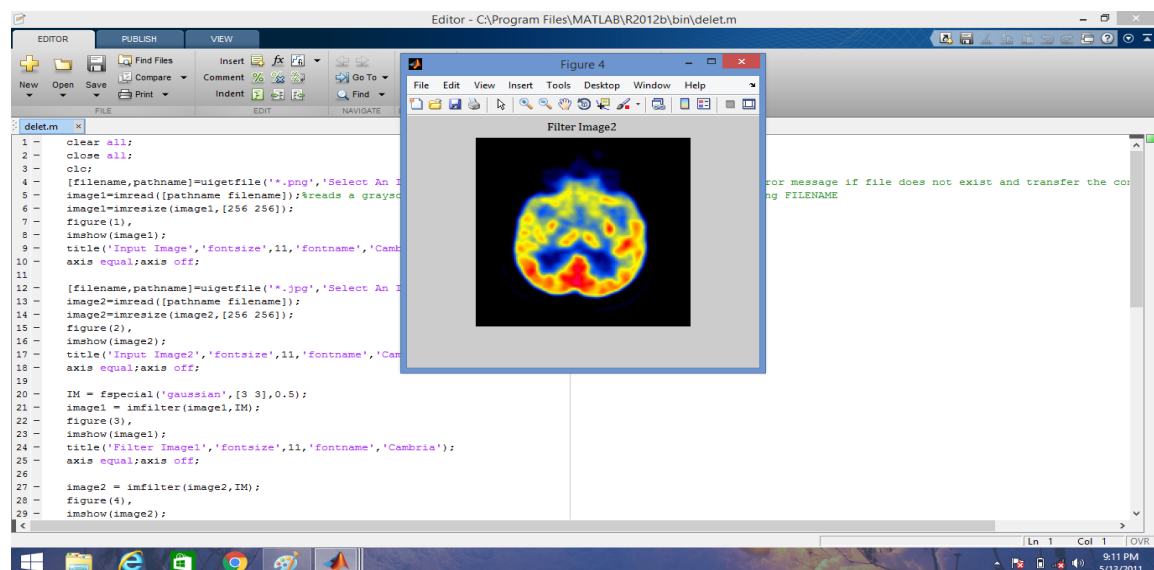 Editor - C:\Program Files\MATLAB\R2012b\bin\delet.m
EDITOR PUBLISH VIEW
New Open Save
Find Files
Compare
Print
Insert fx
Comment
Indent
Go To
Find
FILE EDIT NAVIGATE
delet.m
Figure 4
File Edit View Insert Tools Desktop Window Help
Filter Image2
1 clear all;
2 close all;
3 clc;
4 [filename,pathname]=uigetfile('*.png','Select An ror message if file does not exist and transfer the con
5 image1=imread([pathname filename]);%reads a graysc ng FILENAME
6 image1=imresize(image1,[256 256]);
7 figure(1),
8 imshow(image1);
9 title('Input Image','fontsize',11,'fontname','Camb
10 axis equal;axis off;
11
12 [filename,pathname]=uigetfile('*.jpg','Select An
13 image2=imread([pathname filename]);
14 image2=imresize(image2,[256 256]);
15 figure(2),
16 imshow(image2);
17 title('Input Image2','fontsize',11,'fontname','Cam
18 axis equal;axis off;
19
20 IM = fspecial('gaussian',[3 3],0.5);
21 image1 = imfilter(image1,IM);
22 figure(3),
23 imshow(image1);
24 title('Filter Image1','fontsize',11,'fontname','Cambria');
25 axis equal;axis off;
26
27 image2 = imfilter(image2,IM);
28 figure(4),
29 imshow(image2);
Ln 1 Col 1 OVR
9:11 PM